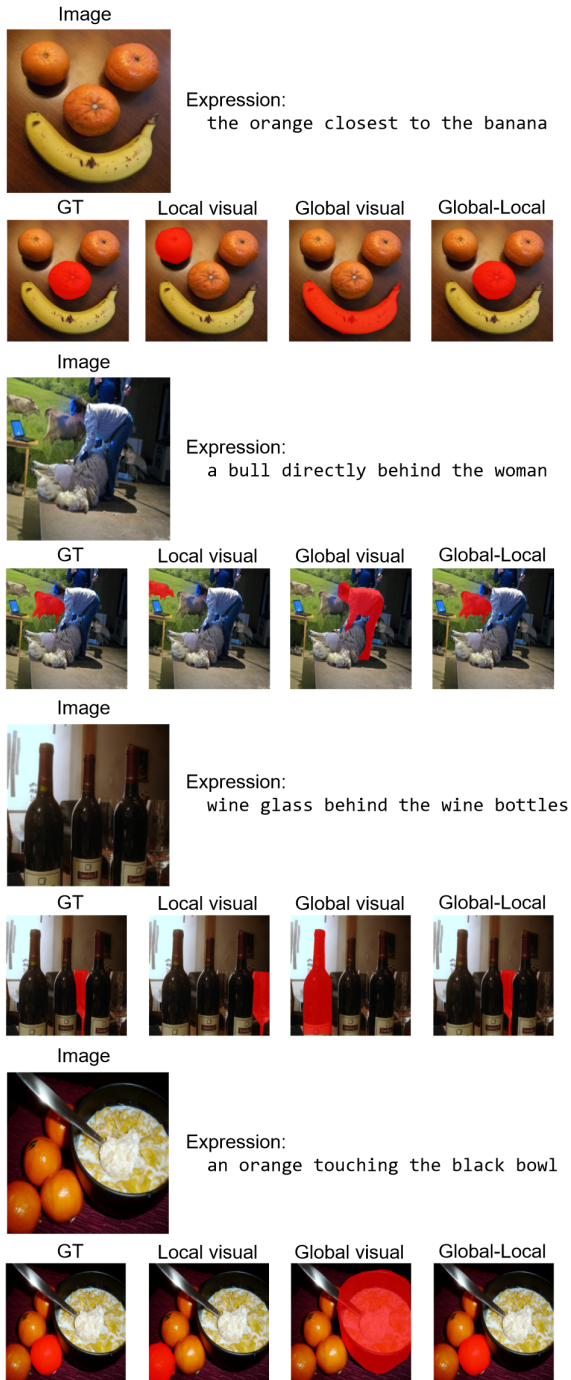 Image
Expression:
the orange closest to the banana
GT Local visual Global visual Global-Local
Image
Expression:
a bull directly behind the woman
GT Local visual Global visual Global-Local
Image
Expression:
wine glass behind the wine bottles
GT Local visual Global visual Global-Local
Image
Expression:
an orange touching the black bowl
GT Local visual Global visual Global-Local